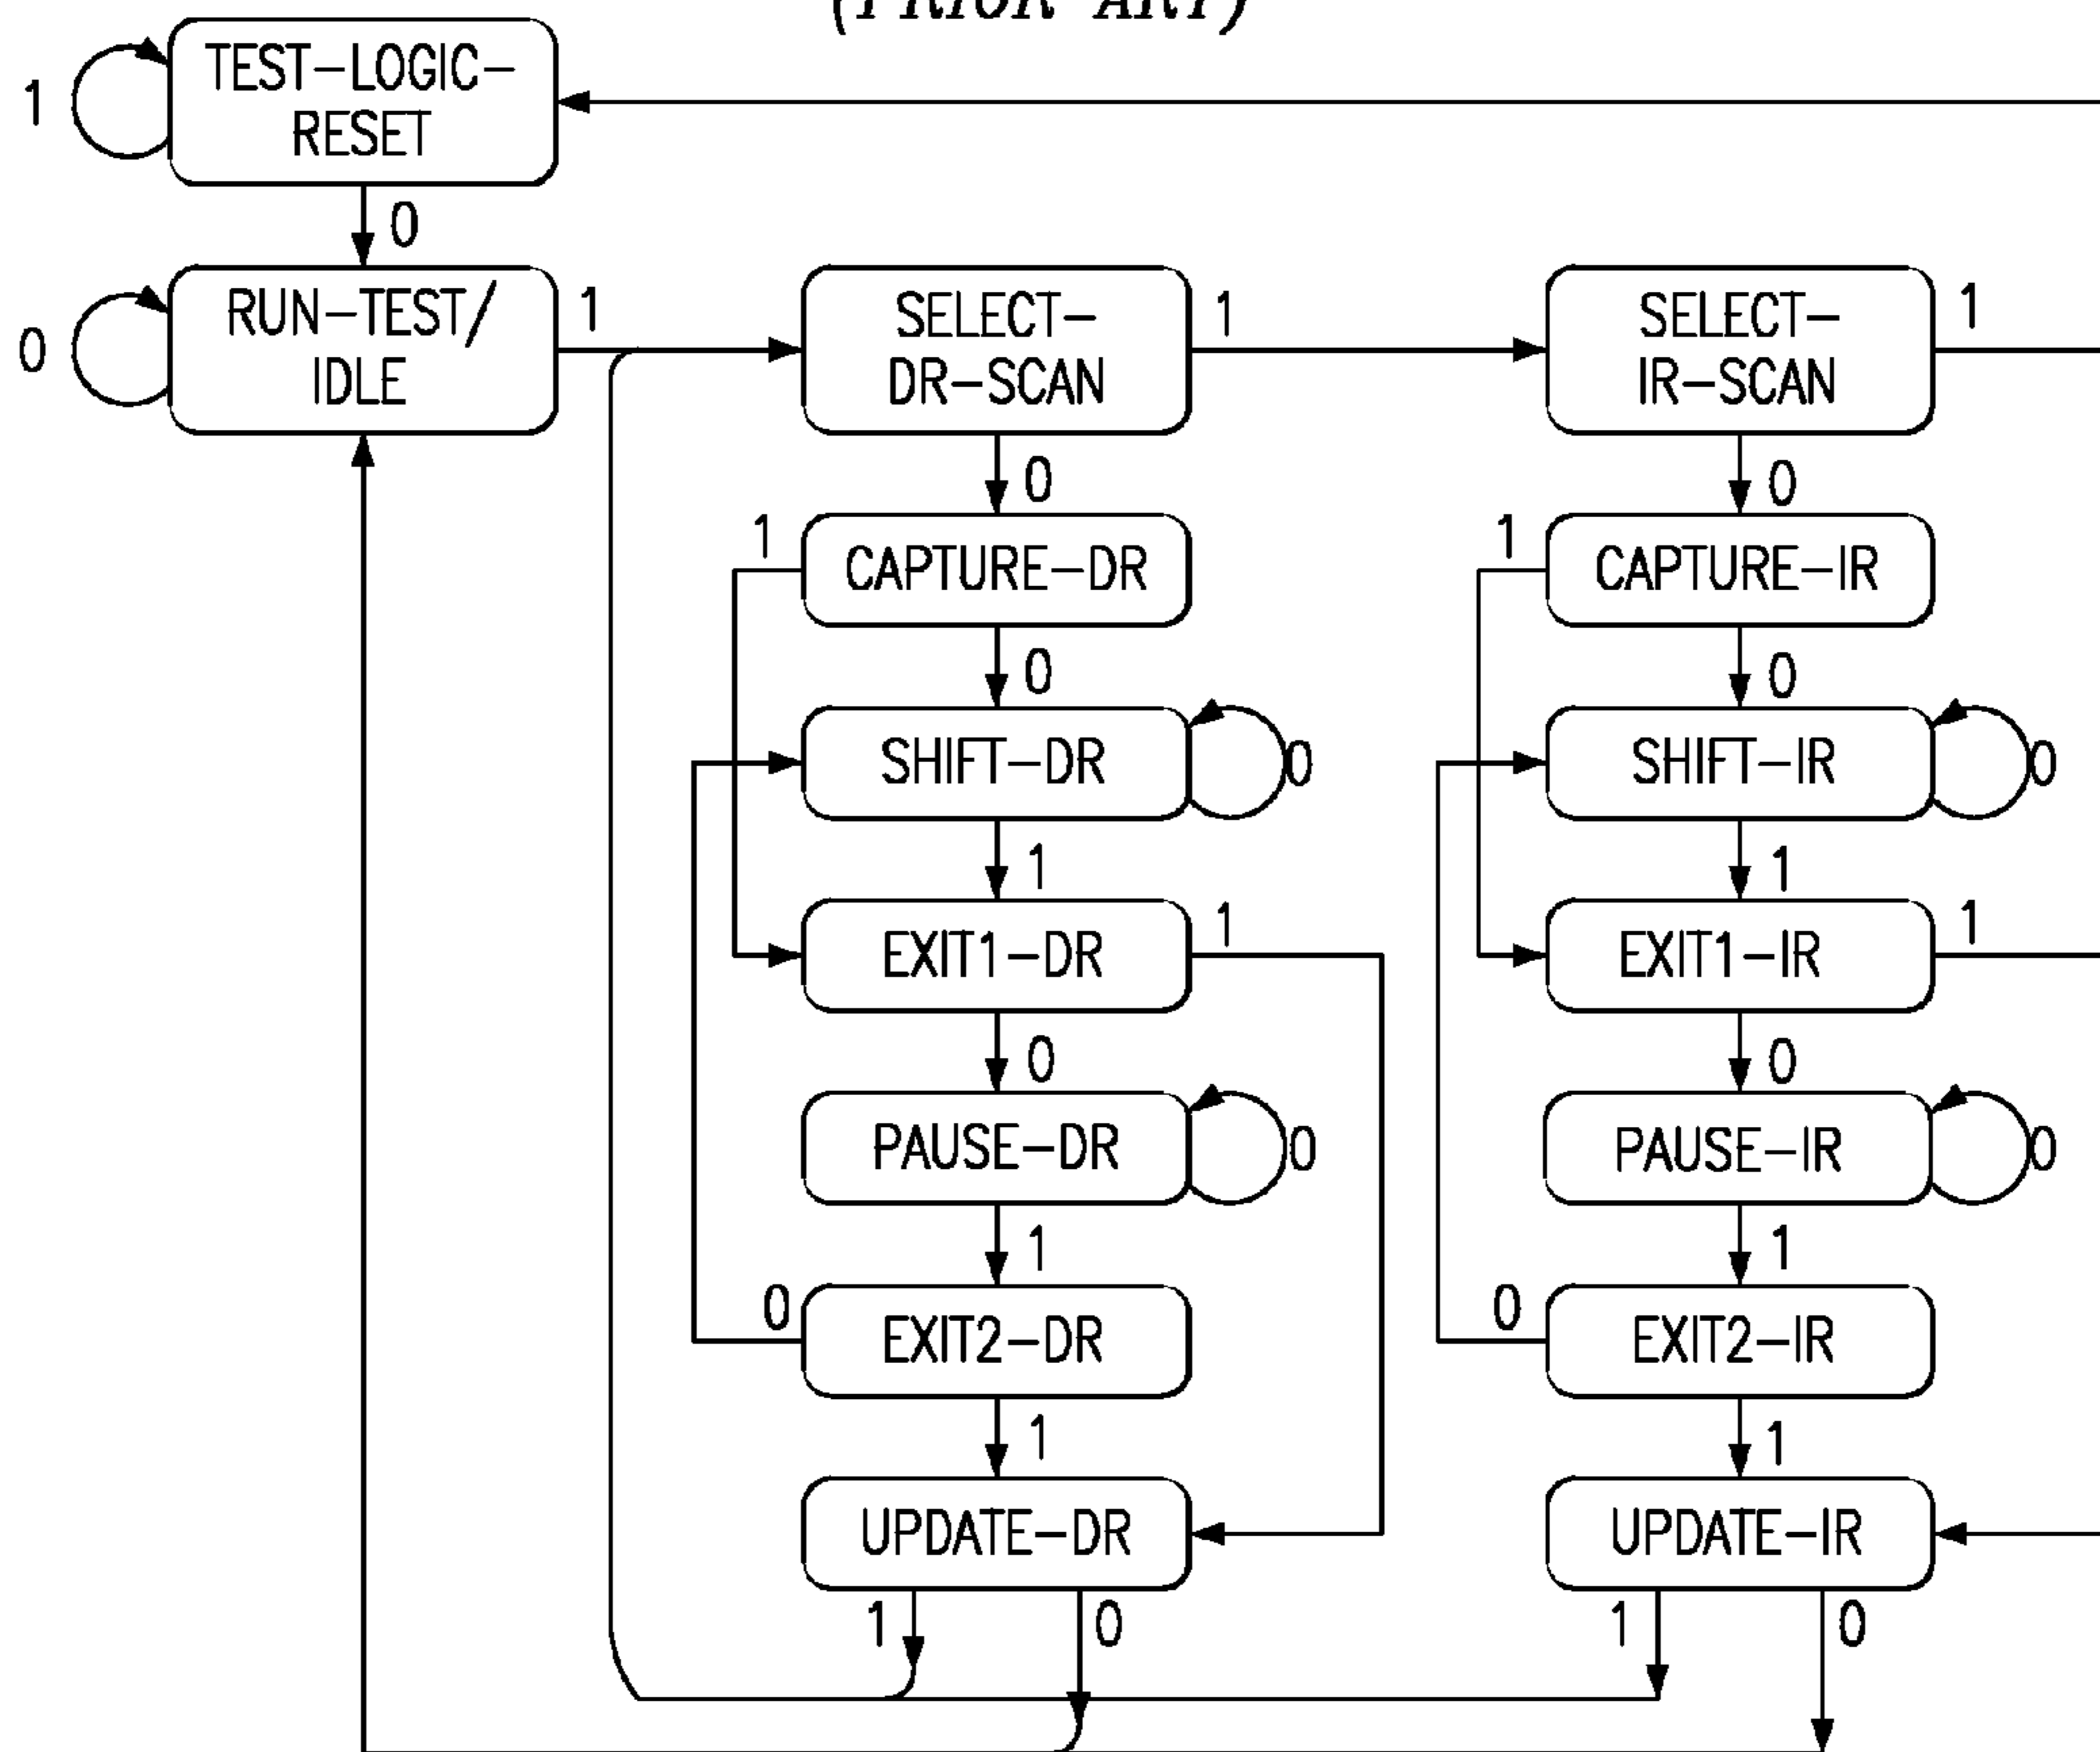 (PRIOR ART)
TEST-LOGIC-
RESET
1
0
RUN-TEST/
IDLE
0
1
SELECT-
DR-SCAN
1
SELECT-
IR-SCAN
1
0
0
1
CAPTURE-DR
1
CAPTURE-IR
0
0
SHIFT-DR
0
SHIFT-IR
0
1
1
EXIT1-DR
1
EXIT1-IR
1
0
0
PAUSE-DR
0
PAUSE-IR
0
1
1
0
EXIT2-DR
0
EXIT2-IR
1
1
UPDATE-DR
UPDATE-IR
1
0
1
0